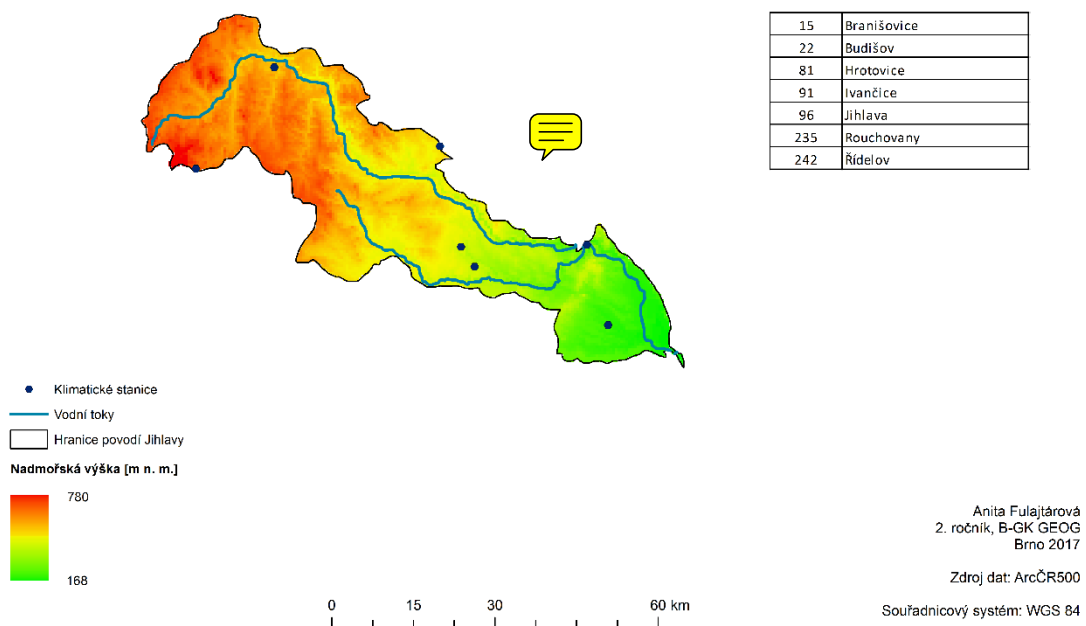 15 Branišovice
22 Budišov
81 Hrotovice
91 Ivančice
96 Jihlava
235 Rouchovany
242 Řídelov
Klimatické stanice
Vodní toky
Hranice povodí Jihlavy
Nadmořská výška [m n. m.]
780
168
0 15 30 60 km
Anita Fulajtárová
2. ročník, B-GK GEOG
Brno 2017
Zdroj dat: ArcČR500
Souřadnicový systém: WGS 84